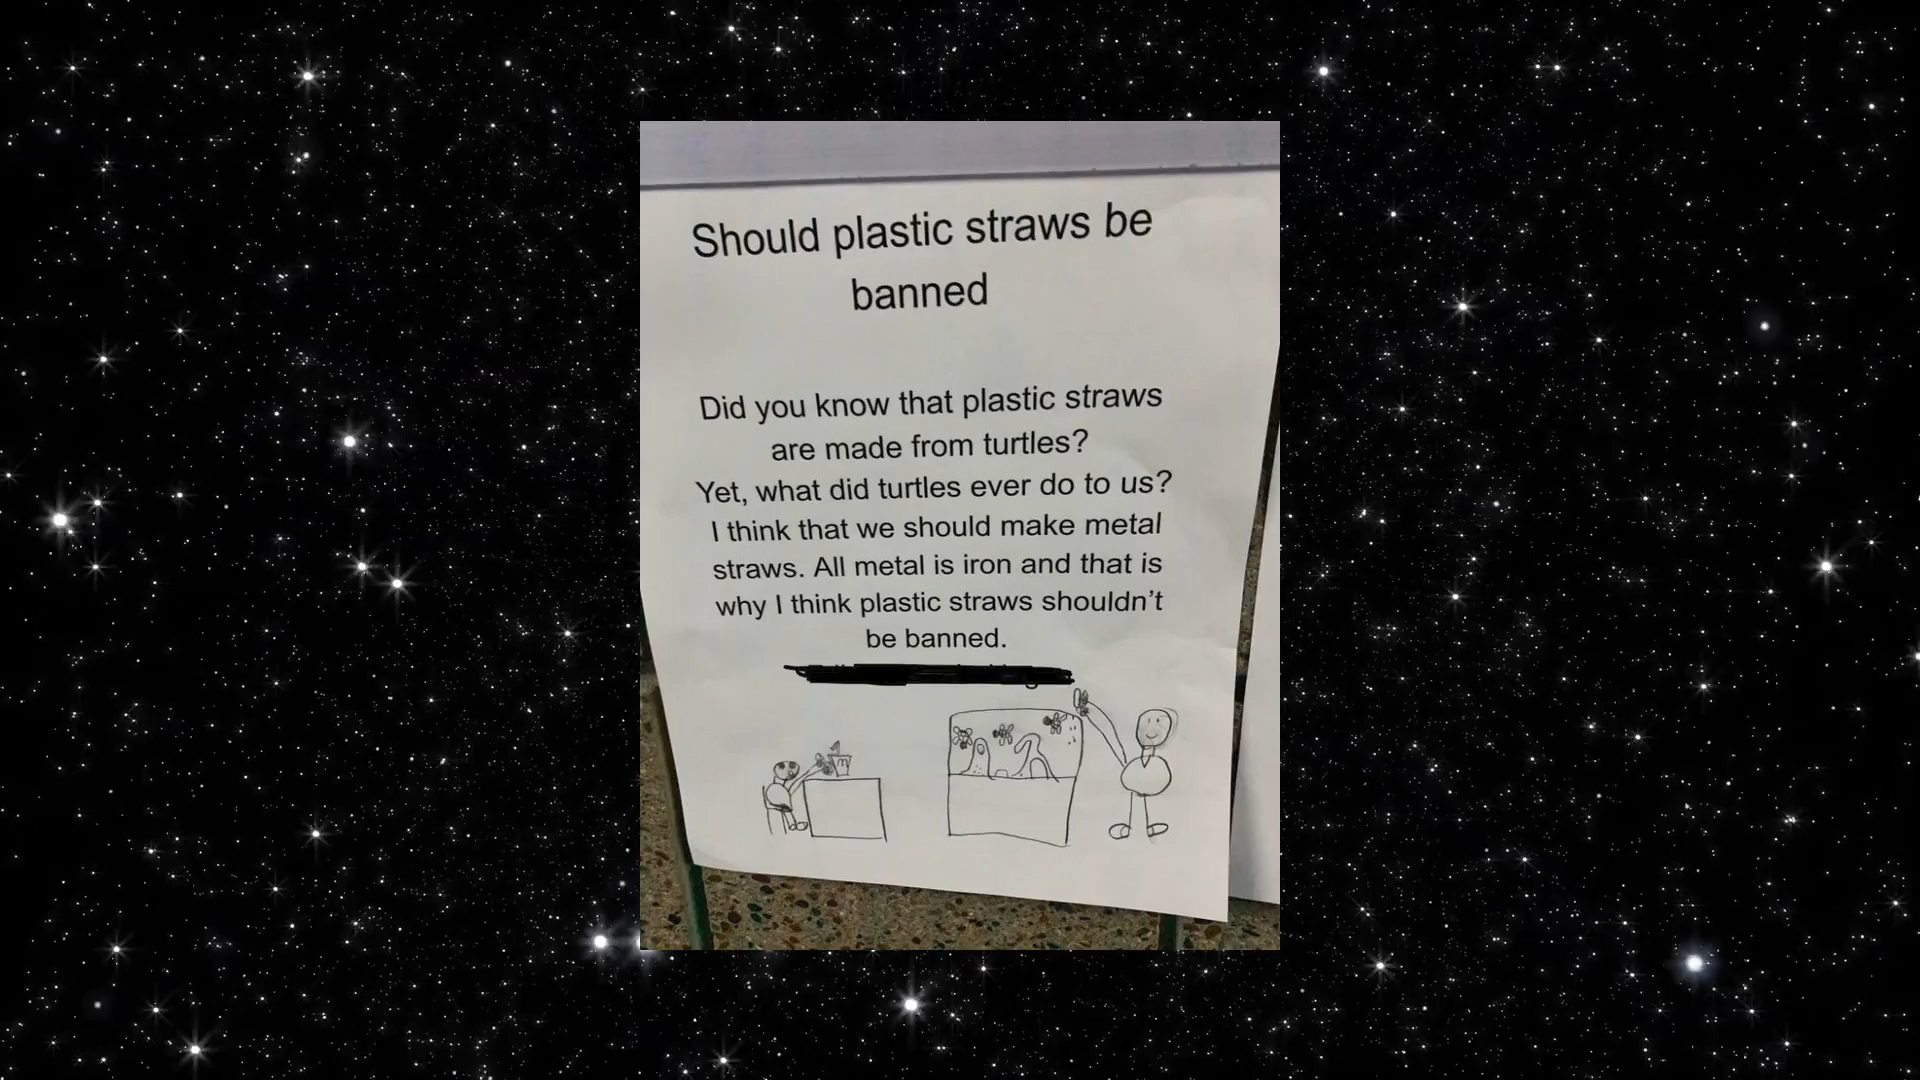 Should plastic straws be
banned
Did you know that plastic straws
are made from turtles?
Yet, what did turtles ever do to us?
I think that we should make metal
straws. All metal is iron and that is
why I think plastic straws shouldn't
be banned.
m